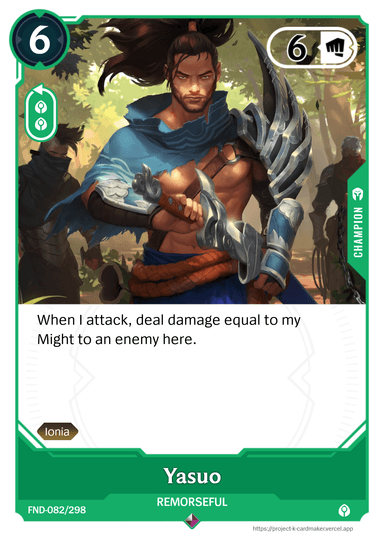 6
6
CHAMPION
When I attack, deal damage equal to my
Might to an enemy here.
Ionia
Yasuo
REMORSEFUL
FND-082/298
https://project-k-cardmaker.vercel.app